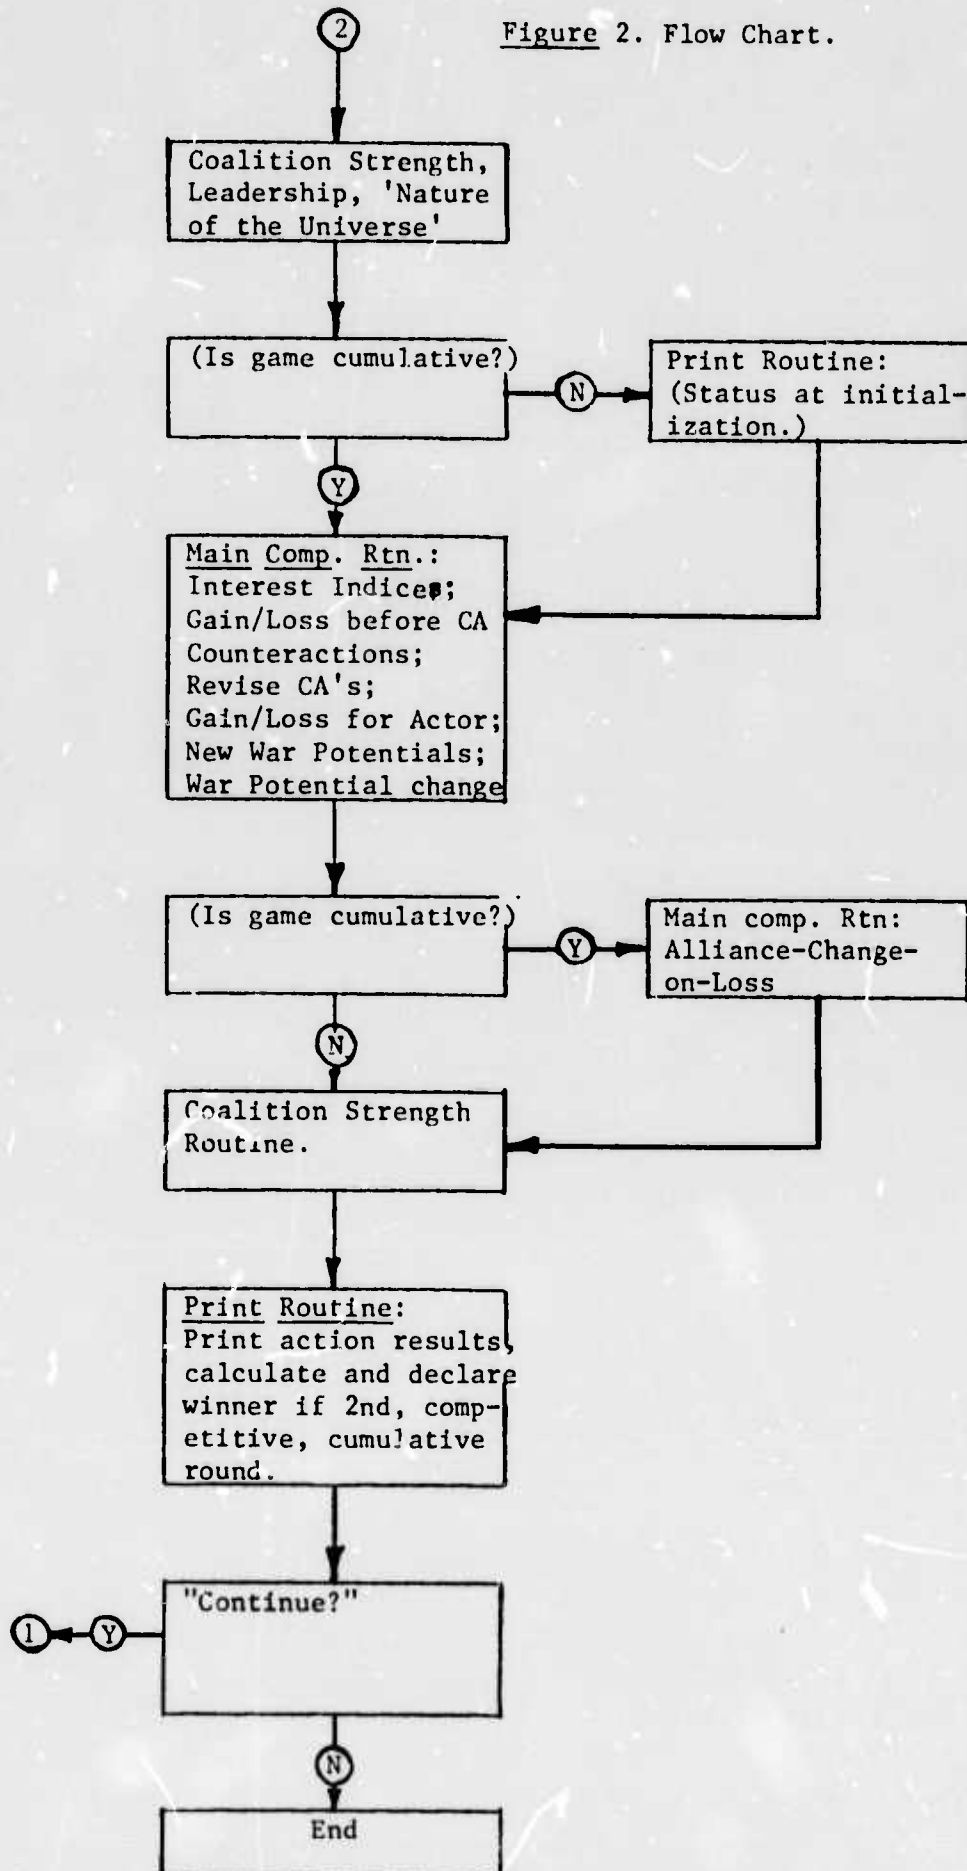 2
Figure 2. Flow Chart.
Coalition Strength,
Leadership, 'Nature
of the Universe'
(Is game cumulative?)
N
Print Routine:
(Status at initial-
ization.)
Y
Main Comp. Rtn.:
Interest Indices;
Gain/Loss before CA
Counteractions;
Revise CA's;
Gain/Loss for Actor;
New War Potentials;
War Potential change
(Is game cumulative?)
Y
Main comp. Rtn:
Alliance-Change-
on-Loss
N
Coalition Strength
Routine.
Print Routine:
Print action results,
calculate and declare
winner if 2nd, comp-
etitive, cumulative
round.
"Continue?"
1
Y
N
End